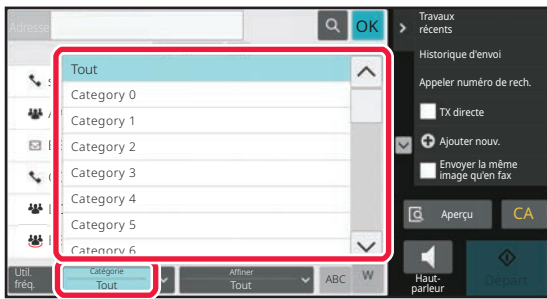 Adresse
OK
Tout
Category 0
Category 1
Category 2
Category 3
Category 4
Category 5
Category 6
Util.
fréq.
Catégorie
Tout
Affiner
Tout
ABC
W
Travaux
récents
Historique d'envoi
Appeler numéro de rech.
TX directe
Ajouter nouv.
Envoyer la même
image qu'en fax
Aperçu
CA
Haut-
parleur
Départ